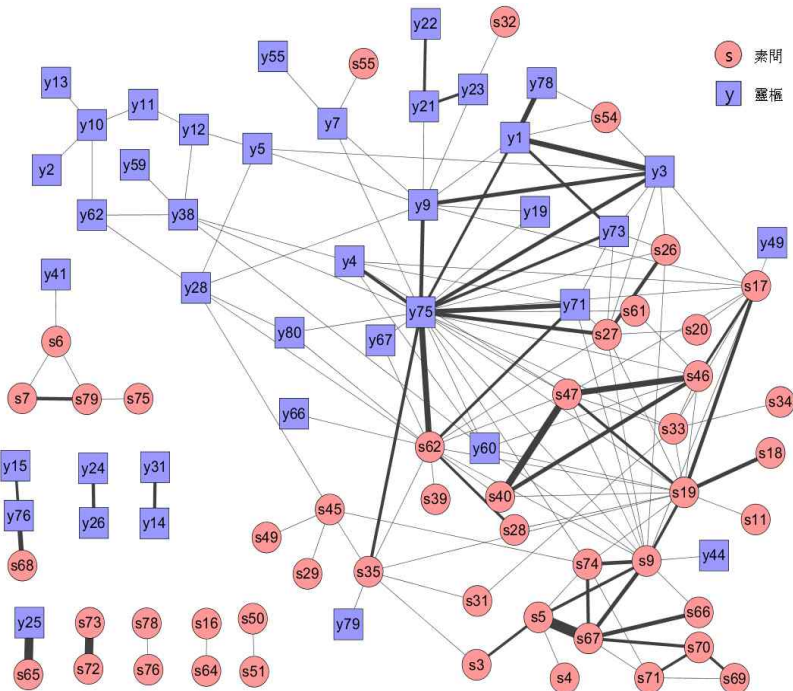 y22
s32
y55
s55
s 素問
y13
y78
y21
y23
y 靈樞
y11
y10
y7
s54
y12
y1
y5
y2
y59
y3
y9
y19
y62
y38
y73
y49
s26
y4
y41
y28
s17
y75
y71
s61
y80
y67
s27
s20
s6
s46
s7
s79
s75
s47
s34
y66
s33
s62
y60
s18
y15
y24
y31
s40
s19
s39
y76
y26
y14
s45
s28
s11
s49
s68
s35
s74
s9
y44
s29
s31
y25
s73
s78
s16
s50
s5
s66
y79
s67
s70
s3
s65
s72
s76
s64
s51
s4
s71
s69